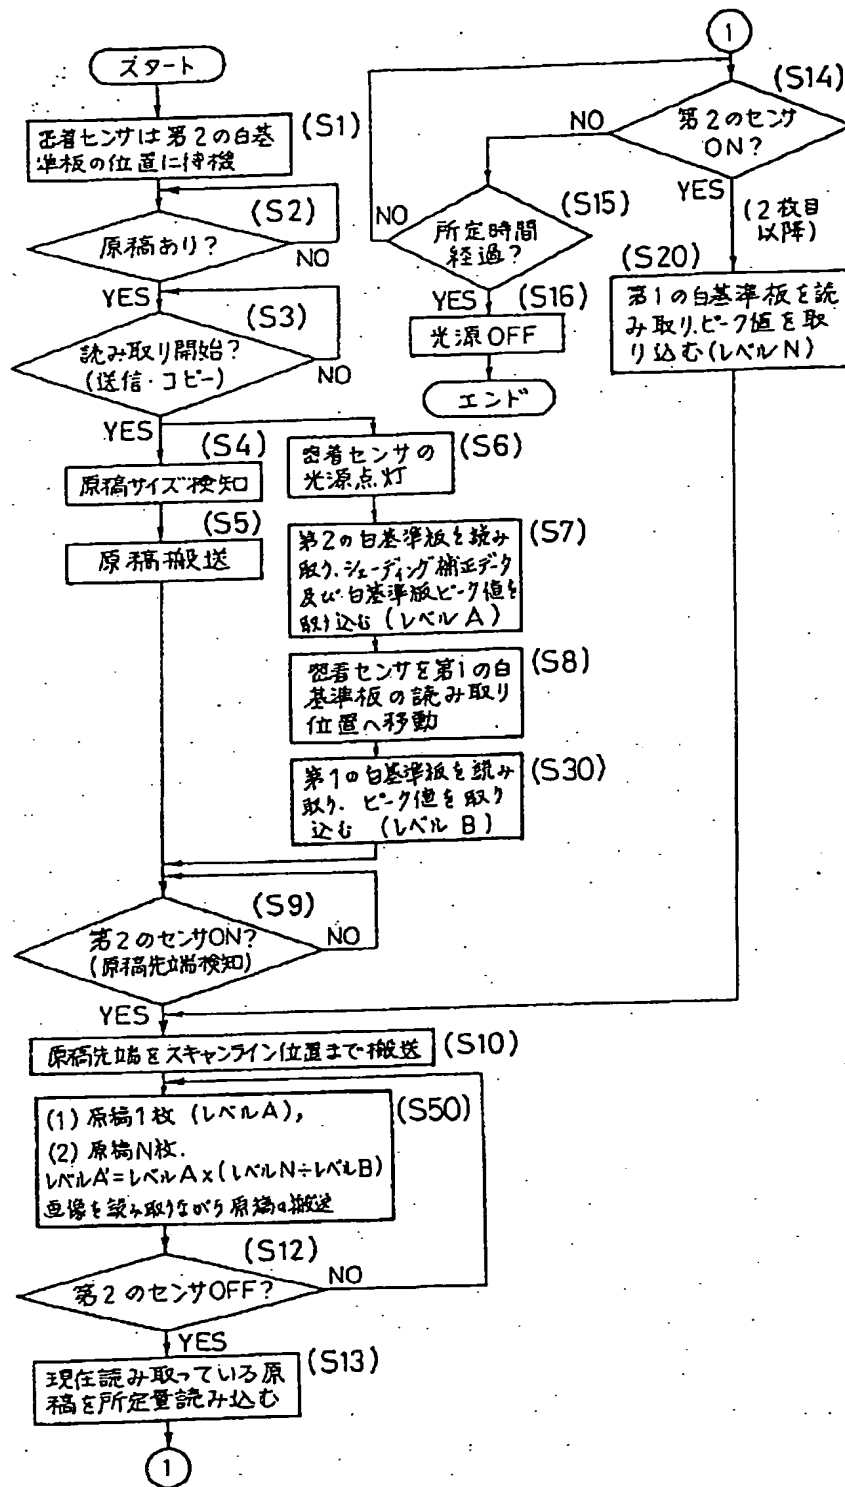 スタート
密着センサは第2の白基
準板の位置に待機
(S1)
原稿あり?
(S2)
NO
YES
読み取り開始?
(送信・コピー)
(S3)
NO
YES
(S4)
原稿サイズ検知
(S5)
原稿搬送
密着センサの
光源点灯
(S6)
第2の白基準板を読み
取り、シェーディング補正データ
及び白基準版ピーク値を
取り込む(レベルA)
(S7)
密着センサを第1の白
基準板の読み取り
位置へ移動
(S8)
第1の白基準板を読み
取り、ピーク値を取り
込む(レベルB)
(S30)
第2のセンサON?
(原稿先端検知)
(S9)
NO
YES
原稿先端をスキャンライン位置まで搬送
(S10)
(1) 原稿1枚(レベルA),
(2) 原稿N枚.
レベルA'=レベルA×(レベルN÷レベルB)
画像を読み取りながら原稿の搬送
(S50)
第2のセンサOFF?
(S12)
NO
YES
現在読み取っている原
稿を所定量読み込む
(S13)
1
1
第2のセンサ
ON?
(S14)
NO
YES
(2枚目
以降)
所定時間
経過?
(S15)
NO
YES
(S16)
光源OFF
エンド
(S20)
第1の白基準板を読
み取り、ピーク値を取
り込む(レベルN)